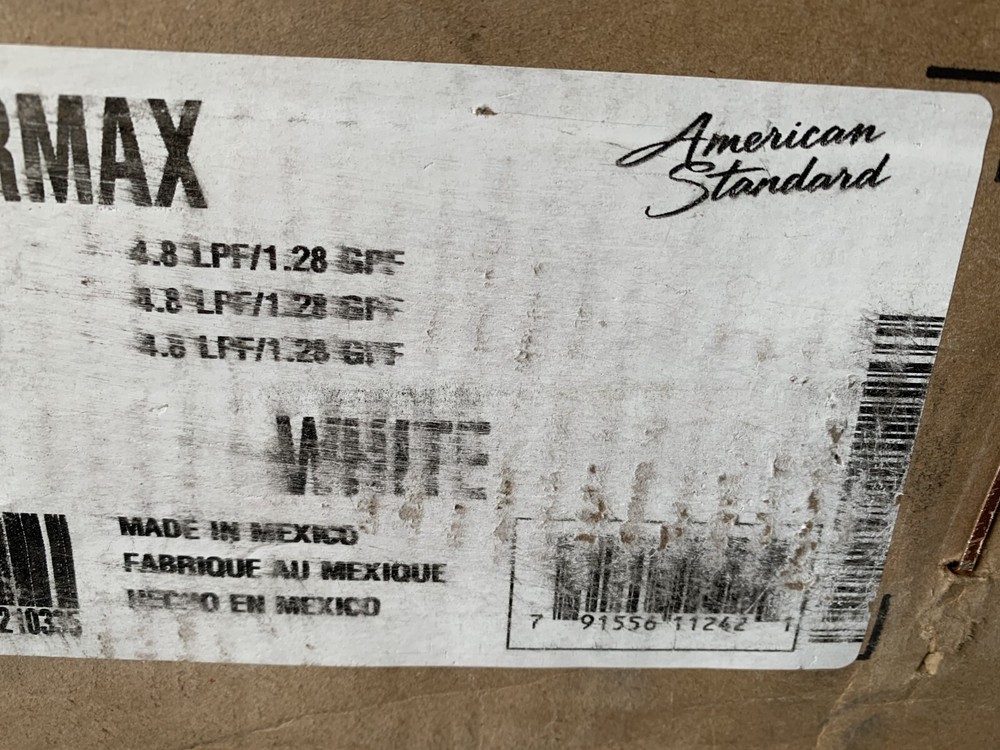 RMAX
American
Standard
4.8 LPF/1.28 GPF
4.8 LPF/1.28 GPF
4.8 LPF/1.28 GPF
WHITE
MADE IN MEXICO
FABRIQUE AU MEXIQUE
HECHO EN MEXICO
7 91556 11242 1